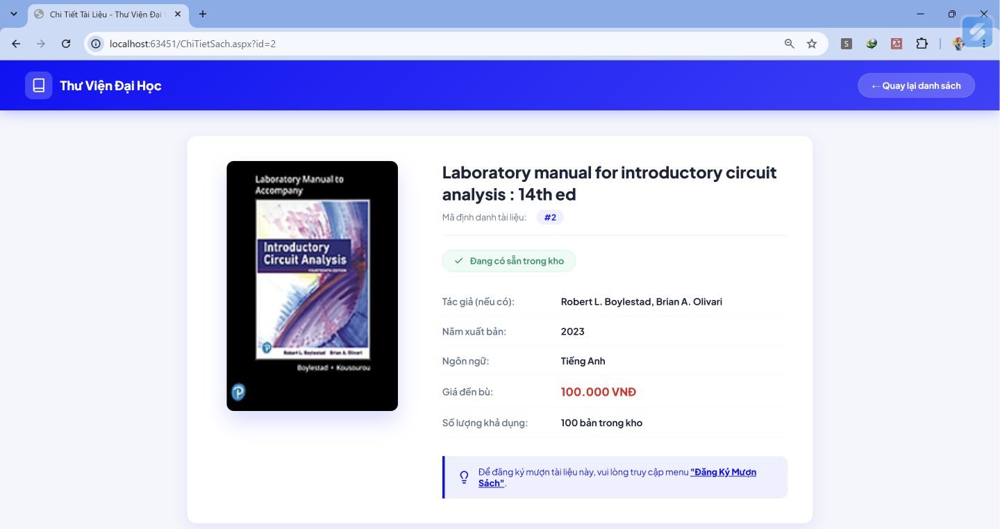 Chi Tiết Tài Liệu - Thư Viện Đại
localhost:63451/ChiTietSach.aspx?id=2
Thư Viện Đại Học
← Quay lại danh sách
Laboratory Manual to
Accompany
Introductory
Circuit Analysis
FOURTEENTH EDITION
Robert L. Boylestad Brian A. Olivari
Boylestad • Kousourou
P
Laboratory manual for introductory circuit
analysis : 14th ed
Mã định danh tài liệu: #2
Đang có sẵn trong kho
Tác giả (nếu có): Robert L. Boylestad, Brian A. Olivari
Năm xuất bản: 2023
Ngôn ngữ: Tiếng Anh
Giá đền bù: 100.000 VNĐ
Số lượng khả dụng: 100 bản trong kho
Để đăng ký mượn tài liệu này, vui lòng truy cập menu "Đăng Ký Mượn
Sách".